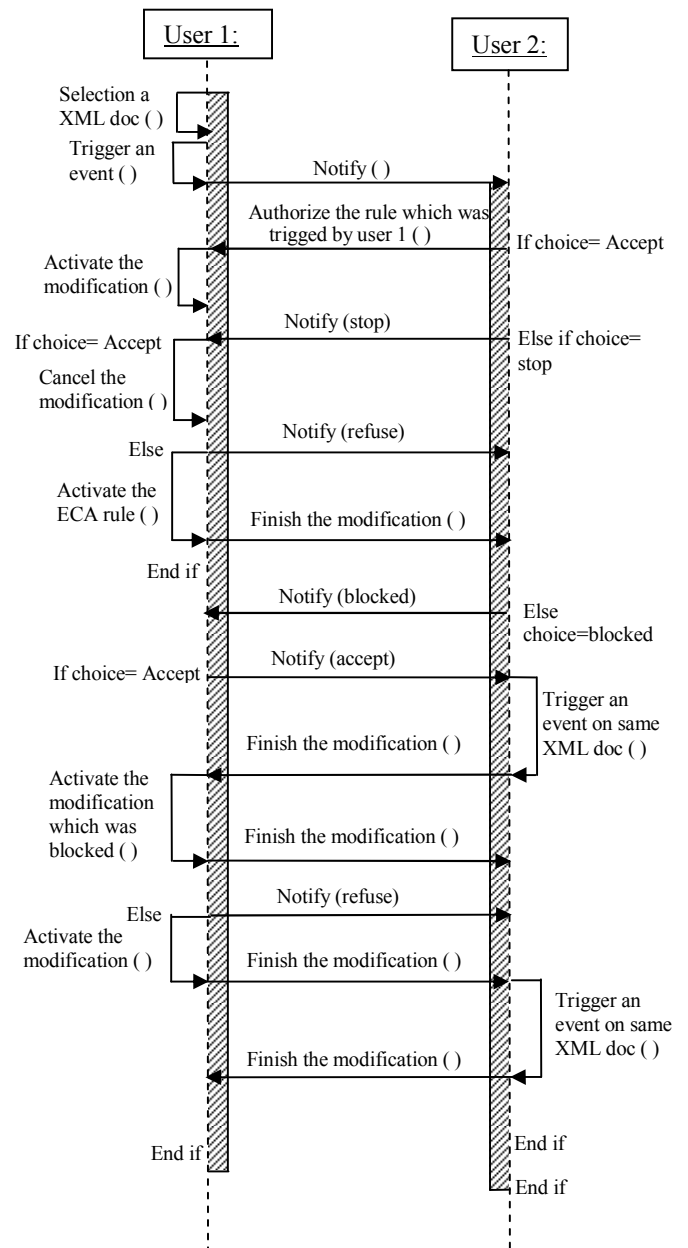 User 1:
User 2:
Selection a
XML doc ( )
Trigger an
event ( )
Notify ( )
Authorize the rule which was
trigged by user 1 ( )
If choice= Accept
Activate the
modification ( )
Notify (stop)
If choice= Accept
Else if choice=
stop
Cancel the
modification ( )
Notify (refuse)
Else
Activate the
ECA rule ( )
Finish the modification ( )
End if
Notify (blocked)
Else
choice=blocked
If choice= Accept
Notify (accept)
Trigger an
event on same
XML doc ( )
Finish the modification ( )
Activate the
modification
which was
blocked ( )
Finish the modification ( )
Notify (refuse)
Else
Activate the
modification ( )
Finish the modification ( )
Trigger an
event on same
XML doc ( )
Finish the modification ( )
End if
End if
End if